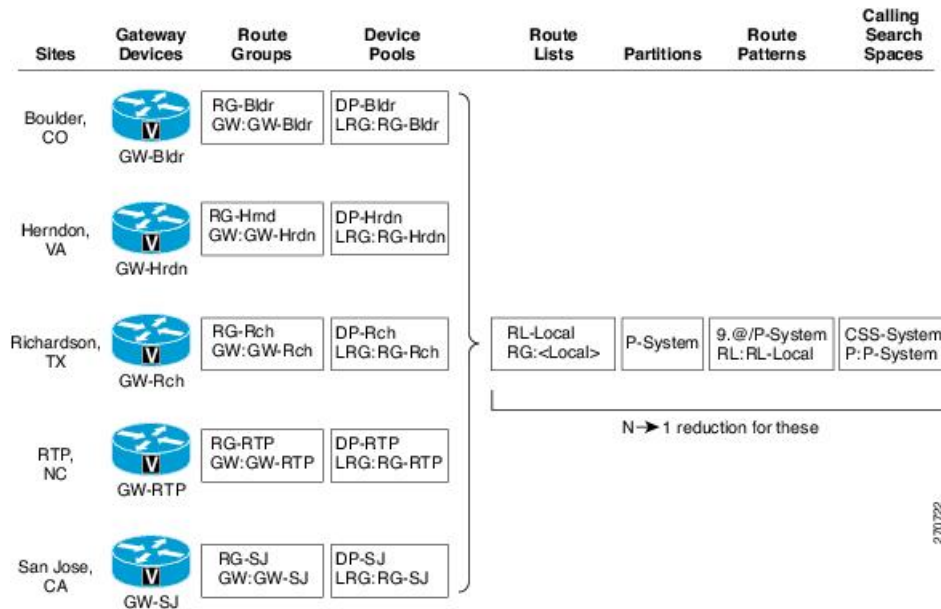 Sites
Gateway
Devices
Route
Groups
Device
Pools
Route
Lists
Partitions
Route
Patterns
Calling
Search
Spaces
Boulder,
CO
V
GW-Bldr
RG-Bldr
GW:GW-Bldr
DP-Bldr
LRG:RG-Bldr
Herndon,
VA
V
GW-Hrdn
RG-Hrnd
GW:GW-Hrdn
DP-Hrdn
LRG:RG-Hrdn
Richardson,
TX
V
GW-Rch
RG-Rch
GW:GW-Rch
DP-Rch
LRG:RG-Rch
RL-Local
RG:<Local>
P-System
9.@/P-System
RL:RL-Local
CSS-System
P:P-System
N→1 reduction for these
RTP,
NC
V
GW-RTP
RG-RTP
GW:GW-RTP
DP-RTP
LRG:RG-RTP
San Jose,
CA
V
GW-SJ
RG-SJ
GW:GW-SJ
DP-SJ
LRG:RG-SJ
270722